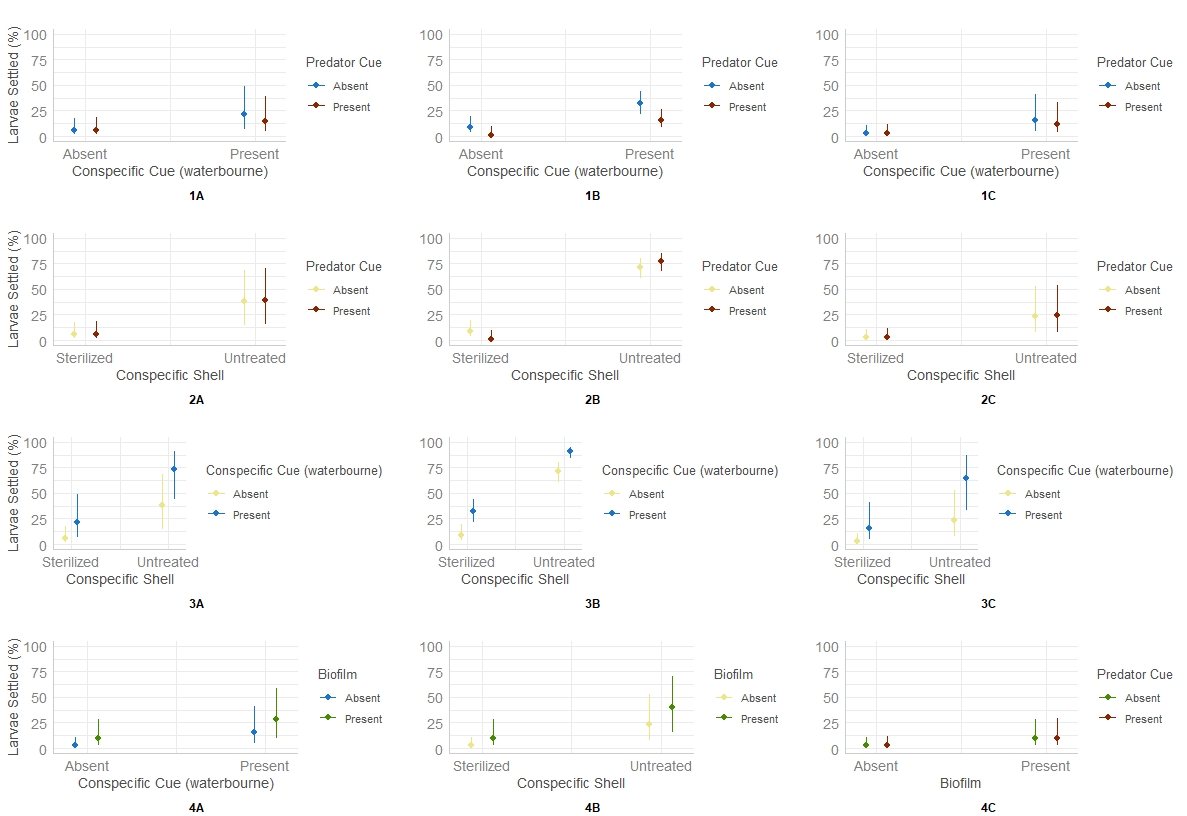 Larvae Settled (%)
100
75
50
25
0
Absent
Present
Conspecific Cue (waterbourne)
Predator Cue
Absent
Present
1A
100
75
50
25
0
Absent
Present
Conspecific Cue (waterbourne)
Predator Cue
Absent
Present
1B
100
75
50
25
0
Absent
Present
Conspecific Cue (waterbourne)
Predator Cue
Absent
Present
1C
Larvae Settled (%)
100
75
50
25
0
Sterilized
Untreated
Conspecific Shell
Predator Cue
Absent
Present
2A
100
75
50
25
0
Sterilized
Untreated
Conspecific Shell
Predator Cue
Absent
Present
2B
100
75
50
25
0
Sterilized
Untreated
Conspecific Shell
Predator Cue
Absent
Present
2C
Larvae Settled (%)
100
75
50
25
0
Sterilized
Untreated
Conspecific Shell
Conspecific Cue (waterbourne)
Absent
Present
3A
100
75
50
25
0
Sterilized
Untreated
Conspecific Shell
Conspecific Cue (waterbourne)
Absent
Present
3B
100
75
50
25
0
Sterilized
Untreated
Conspecific Shell
Conspecific Cue (waterbourne)
Absent
Present
3C
Larvae Settled (%)
100
75
50
25
0
Absent
Present
Conspecific Cue (waterbourne)
Biofilm
Absent
Present
4A
100
75
50
25
0
Sterilized
Untreated
Conspecific Shell
Biofilm
Absent
Present
4B
100
75
50
25
0
Absent
Present
Biofilm
Predator Cue
Absent
Present
4C